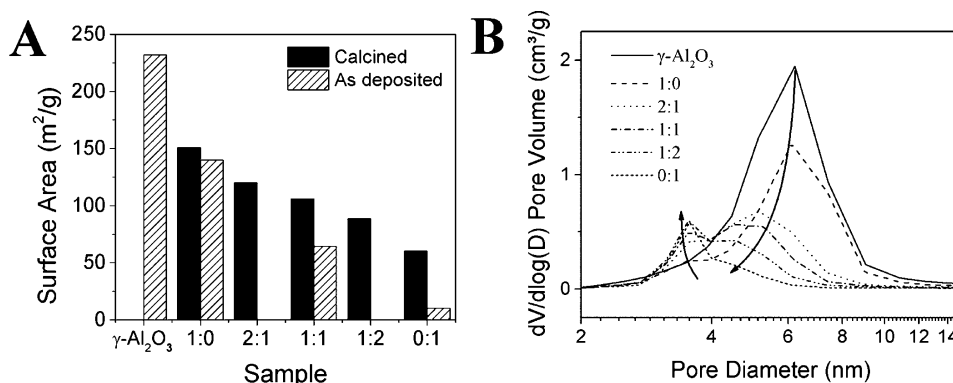 A
Surface Area (m²/g)
250
200
150
100
50
0
Calcined
As deposited
γ-Al₂O₃ 1:0 2:1 1:1 1:2 0:1
Sample
B
dV/dlog(D) Pore Volume (cm³/g)
2
1
0
γ-Al₂O₃
1:0
2:1
1:1
1:2
0:1
2 4 6 8 10 12 14
Pore Diameter (nm)